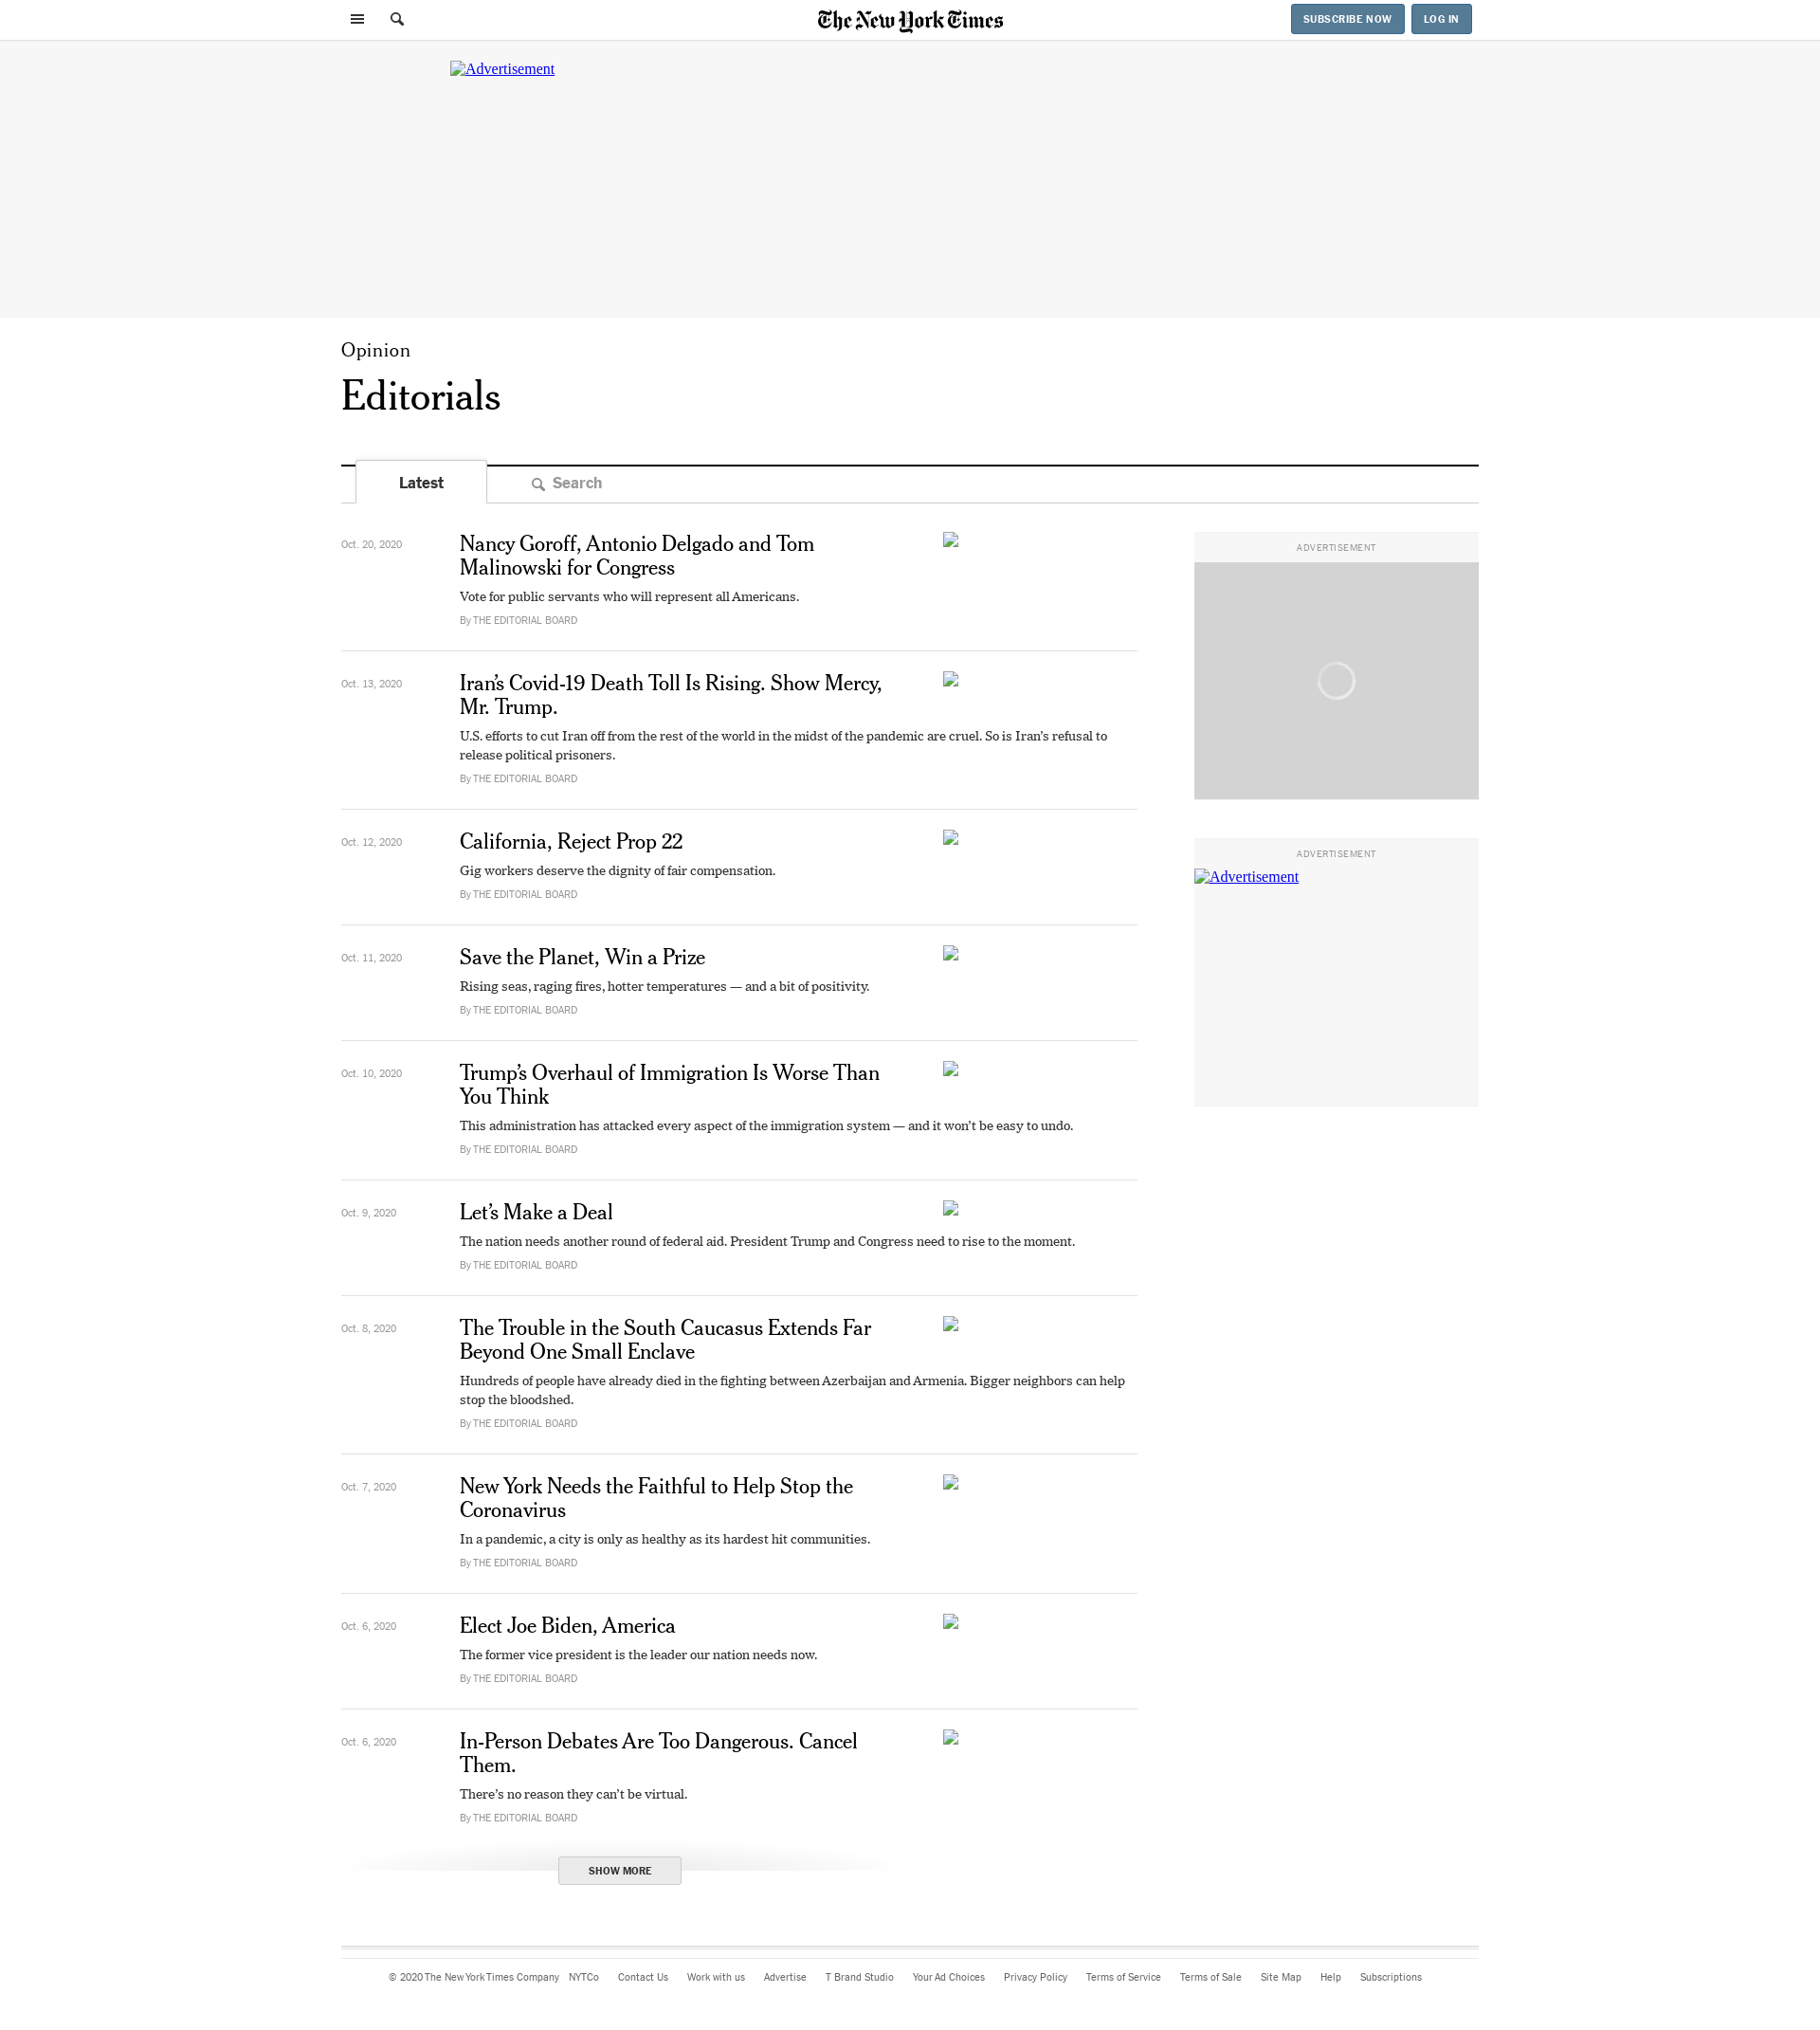 The New York Times
SUBSCRIBE NOW
LOG IN
Advertisement
Opinion
Editorials
Latest
Search
Oct. 20, 2020
Nancy Goroff, Antonio Delgado and Tom
Malinowski for Congress
Vote for public servants who will represent all Americans.
By THE EDITORIAL BOARD
Oct. 13, 2020
Iran’s Covid-19 Death Toll Is Rising. Show Mercy,
Mr. Trump.
U.S. efforts to cut Iran off from the rest of the world in the midst of the pandemic are cruel. So is Iran’s refusal to
release political prisoners.
By THE EDITORIAL BOARD
Oct. 12, 2020
California, Reject Prop 22
Gig workers deserve the dignity of fair compensation.
By THE EDITORIAL BOARD
Oct. 11, 2020
Save the Planet, Win a Prize
Rising seas, raging fires, hotter temperatures — and a bit of positivity.
By THE EDITORIAL BOARD
Oct. 10, 2020
Trump’s Overhaul of Immigration Is Worse Than
You Think
This administration has attacked every aspect of the immigration system — and it won’t be easy to undo.
By THE EDITORIAL BOARD
Oct. 9, 2020
Let’s Make a Deal
The nation needs another round of federal aid. President Trump and Congress need to rise to the moment.
By THE EDITORIAL BOARD
Oct. 8, 2020
The Trouble in the South Caucasus Extends Far
Beyond One Small Enclave
Hundreds of people have already died in the fighting between Azerbaijan and Armenia. Bigger neighbors can help
stop the bloodshed.
By THE EDITORIAL BOARD
Oct. 7, 2020
New York Needs the Faithful to Help Stop the
Coronavirus
In a pandemic, a city is only as healthy as its hardest hit communities.
By THE EDITORIAL BOARD
Oct. 6, 2020
Elect Joe Biden, America
The former vice president is the leader our nation needs now.
By THE EDITORIAL BOARD
Oct. 6, 2020
In-Person Debates Are Too Dangerous. Cancel
Them.
There’s no reason they can’t be virtual.
By THE EDITORIAL BOARD
SHOW MORE
ADVERTISEMENT
ADVERTISEMENT
Advertisement
© 2020 The New York Times Company NYTCo Contact Us Work with us Advertise T Brand Studio Your Ad Choices Privacy Policy Terms of Service Terms of Sale Site Map Help Subscriptions